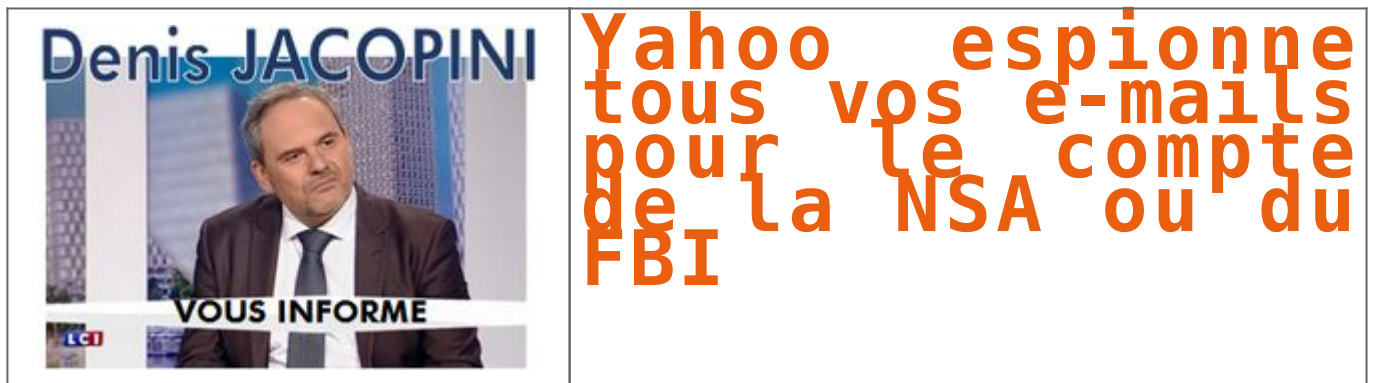 Denis JACOPINI
VOUS INFORME
LCI
Yahoo espionne
tous vos e-mails
pour le compte
de la NSA ou du
FBI